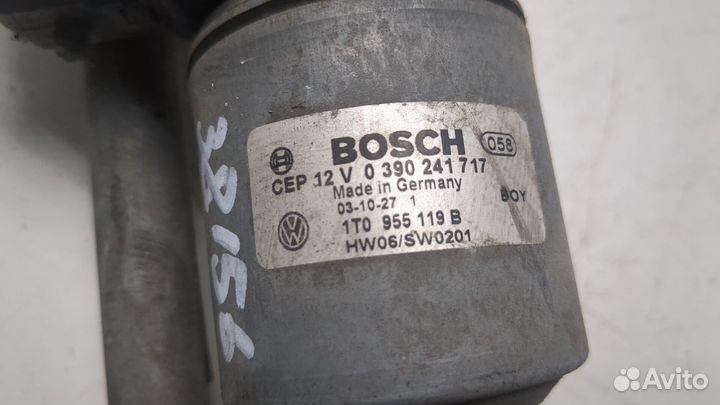 BOSCH 058
CEP 12 V 0 390 241 717
Made in Germany
03-10-27 1 BOY
1T0 955 119 B
HW06/SW0201
Avito